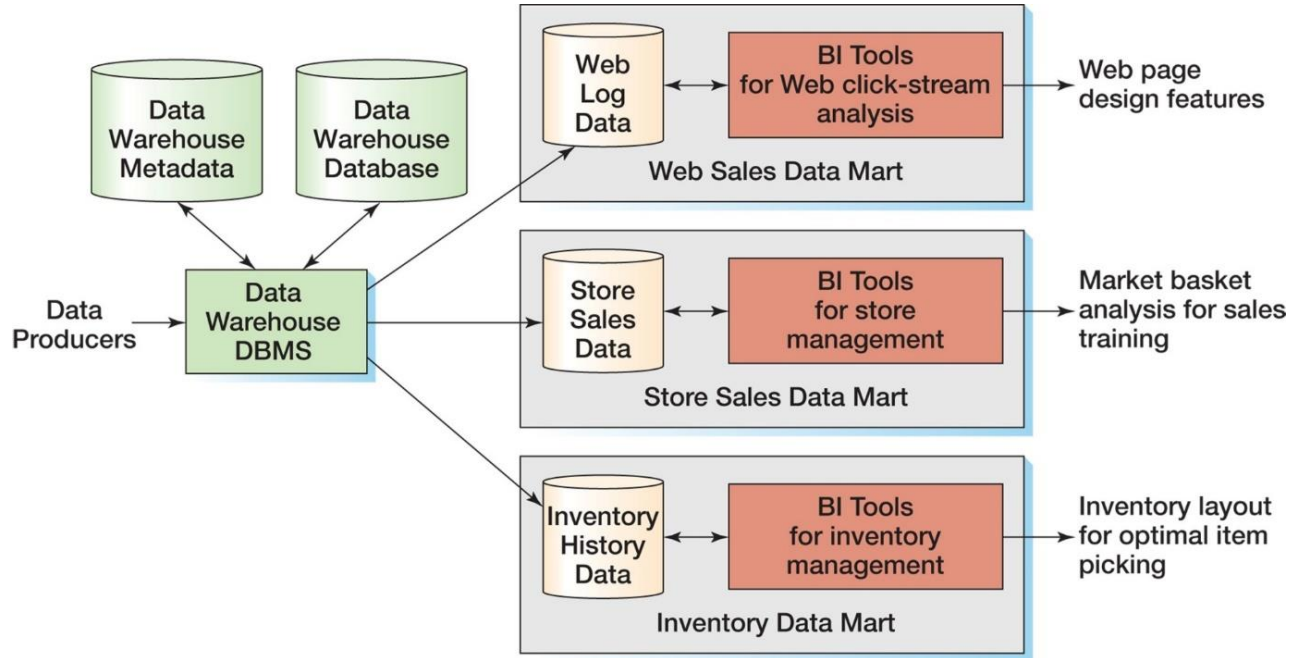 Data
Warehouse
Metadata
Data
Warehouse
Database
Data
Producers
Data
Warehouse
DBMS
Web
Log
Data
BI Tools
for Web click-stream
analysis
Web Sales Data Mart
Web page
design features
Store
Sales
Data
BI Tools
for store
management
Store Sales Data Mart
Market basket
analysis for sales
training
Inventory
History
Data
BI Tools
for inventory
management
Inventory Data Mart
Inventory layout
for optimal item
picking